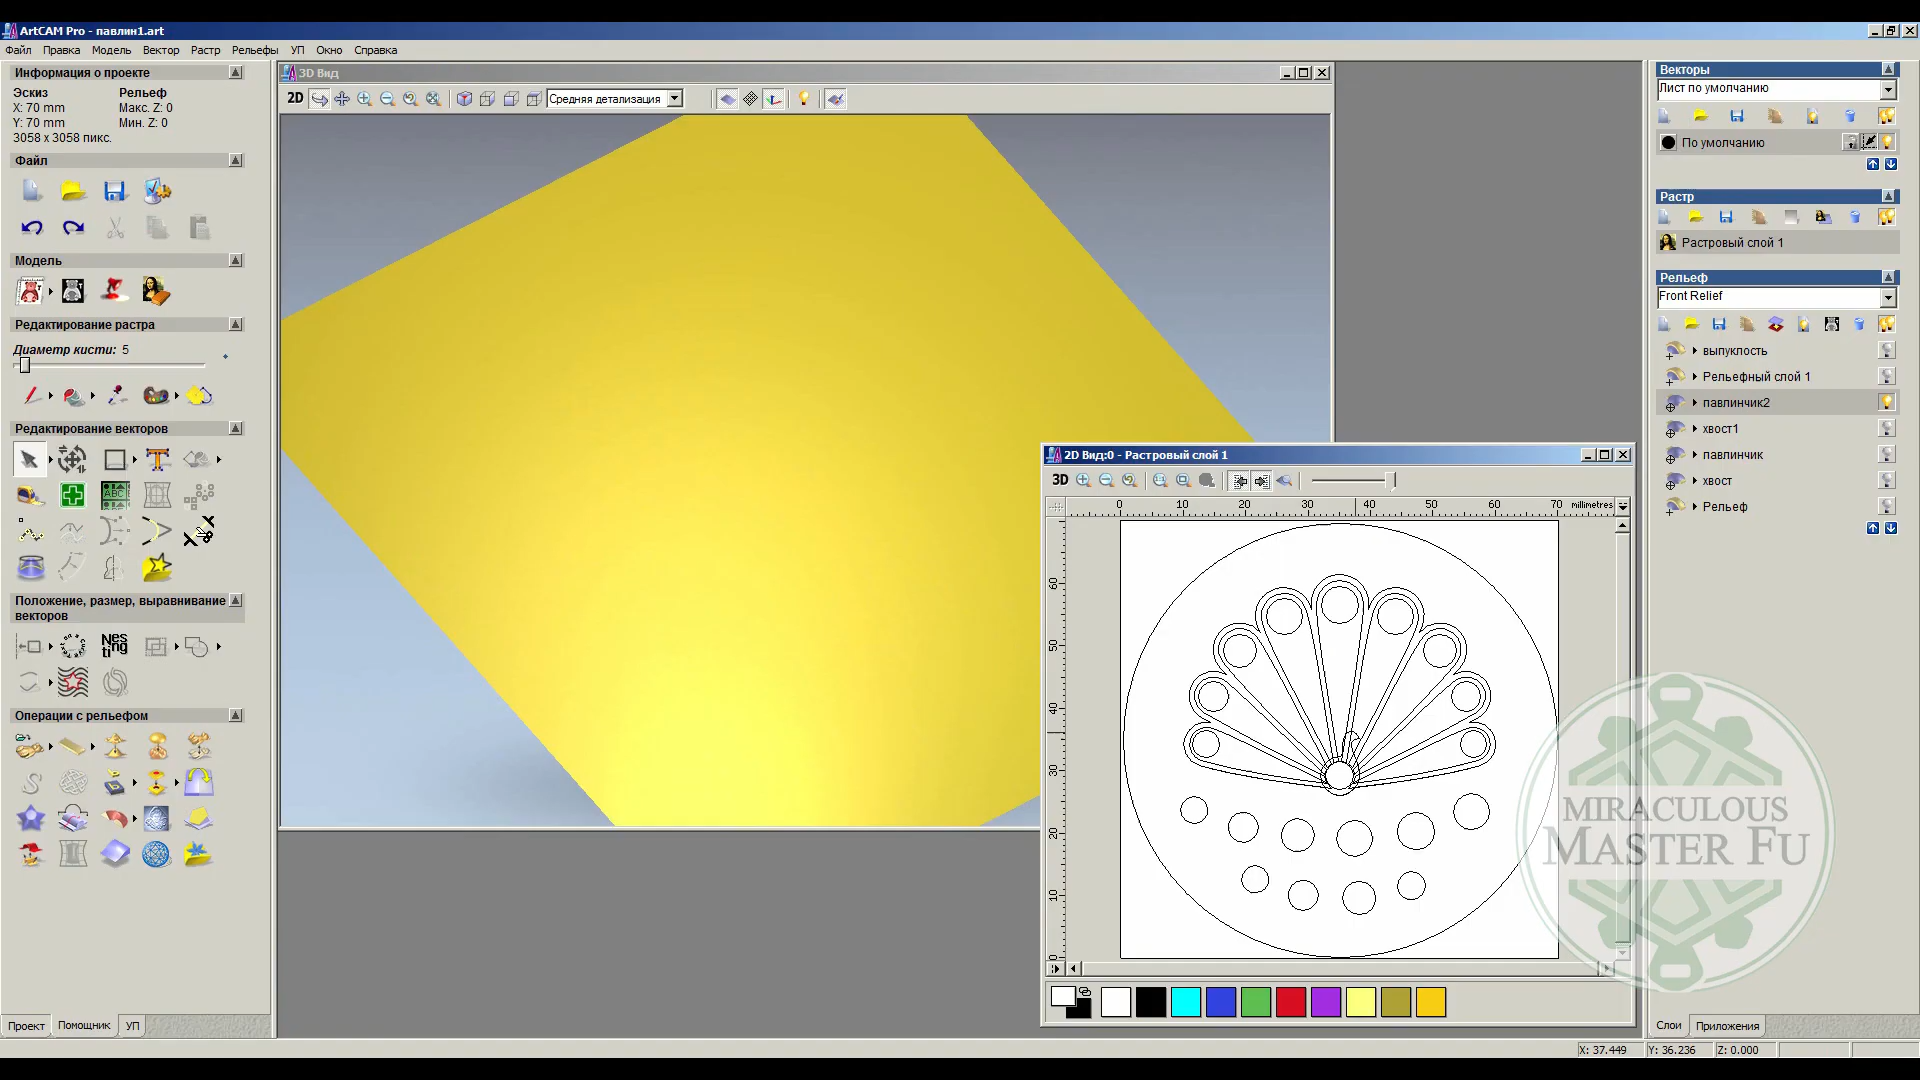 ArtCAM Pro - павлин1.art
Файл Правка Модель Вектор Растр Рельефы УП Окно Справка
Информация о проекте
Эскиз Рельеф
X: 70 mm Макс. Z: 0
Y: 70 mm Мин. Z: 0
3058 x 3058 пикс.
Файл
Модель
Редактирование растра
Диаметр кисти: 5
Редактирование векторов
ABC
Положение, размер, выравнивание
векторов
Nes
ting
Операции с рельефом
Проект Помощник УП
3D Вид
2D Средняя детализация
2D Вид:0 - Растровый слой 1
3D
0 10 20 30 40 50 60 70 millimetres
60
50
40
30
20
10
0
Векторы
Лист по умолчанию
По умолчанию
Растр
Растровый слой 1
Рельеф
Front Relief
выпуклость
Рельефный слой 1
павлинчик2
хвост1
павлинчик
хвост
Рельеф
MIRACULOUS
MASTER FU
Слои Приложения
X: 37.449 Y: 36.236 Z: 0.000